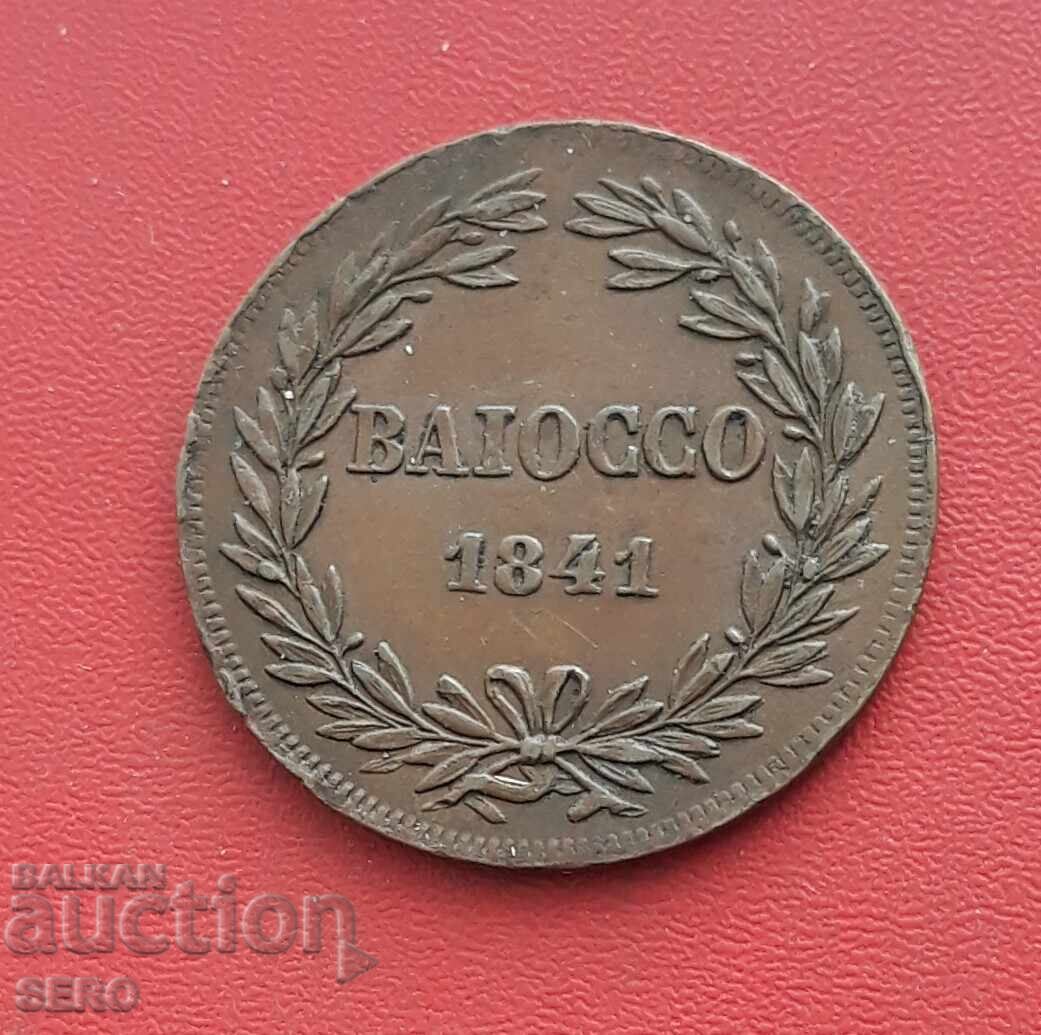 BAIOCCO
1841
BALKAN
auction
SERO